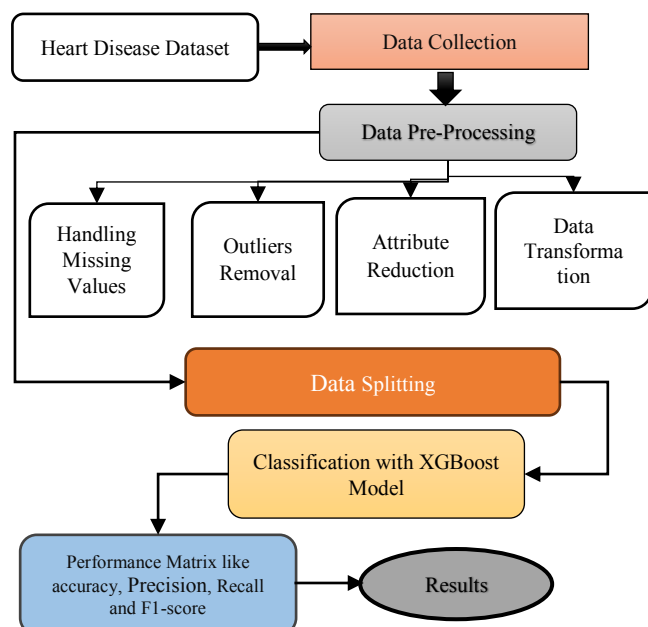 Heart Disease Dataset
Data Collection
Data Pre-Processing
Handling
Missing
Values
Outliers
Removal
Attribute
Reduction
Data
Transforma
tion
Data Splitting
Classification with XGBoost
Model
Performance Matrix like
accuracy, Precision, Recall
and F1-score
Results